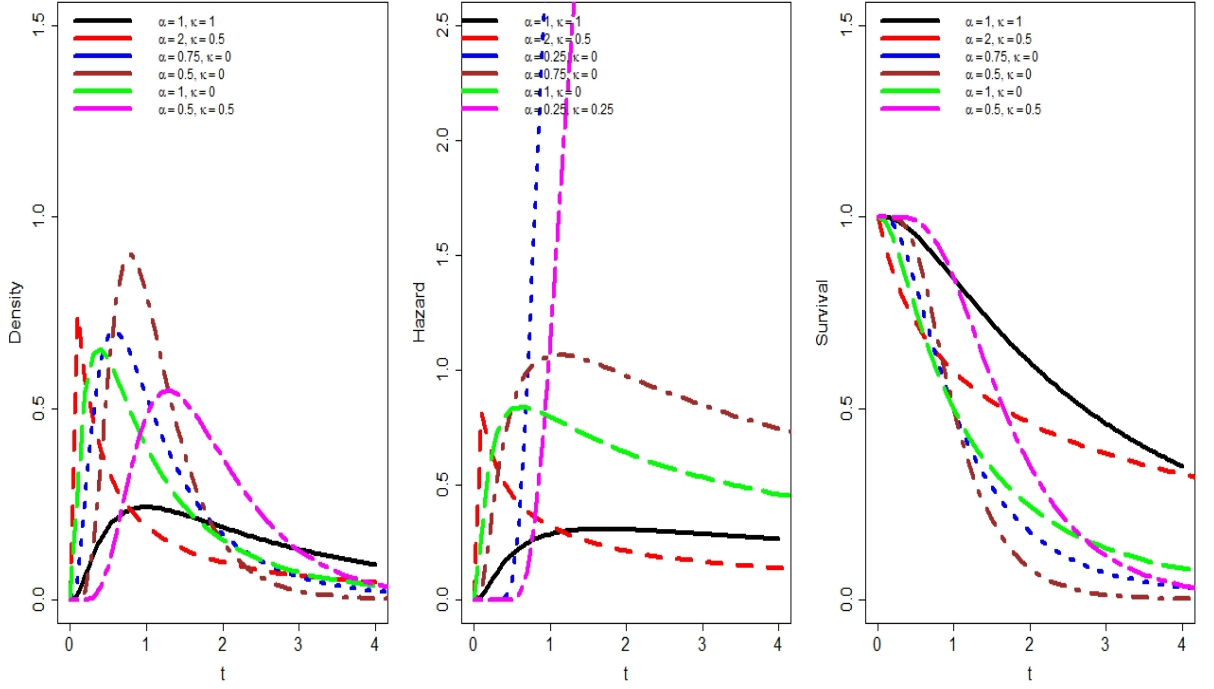 Density
1.5
1.0
0.5
0.0
α = 1, κ = 1
α = 2, κ = 0.5
α = 0.75, κ = 0
α = 0.5, κ = 0
α = 1, κ = 0
α = 0.5, κ = 0.5
0 1 2 3 4
t
Hazard
2.5
2.0
1.5
1.0
0.5
0.0
α = 1, κ = 1
α = 2, κ = 0.5
α = 0.25, κ = 0
α = 0.75, κ = 0
α = 1, κ = 0
α = 0.25, κ = 0.25
0 1 2 3 4
t
Survival
1.5
1.0
0.5
0.0
α = 1, κ = 1
α = 2, κ = 0.5
α = 0.75, κ = 0
α = 0.5, κ = 0
α = 1, κ = 0
α = 0.5, κ = 0.5
0 1 2 3 4
t